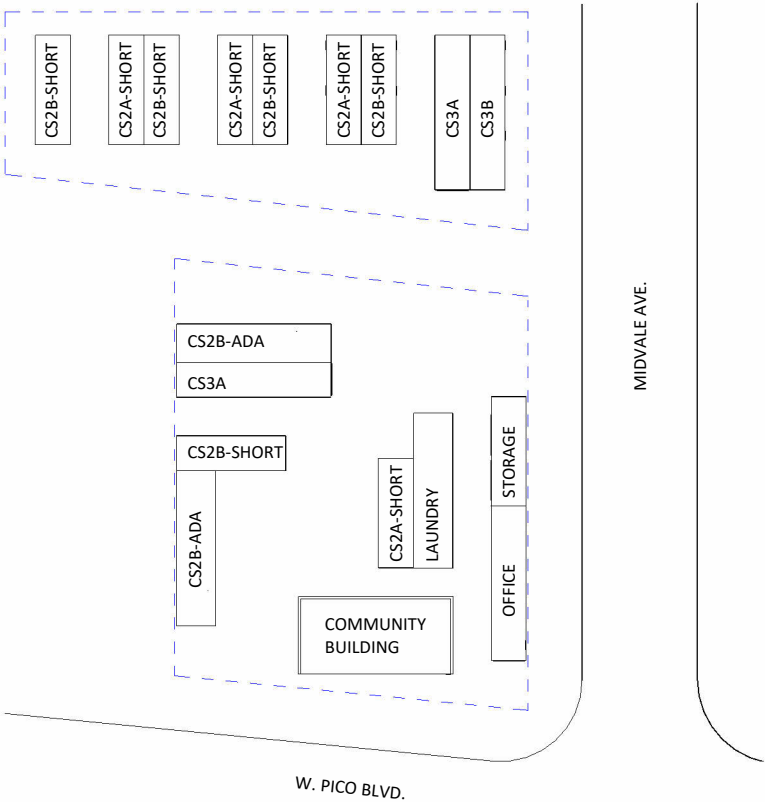 CS2B-SHORT
CS2A-SHORT
CS2B-SHORT
CS2A-SHORT
CS2B-SHORT
CS2A-SHORT
CS2B-SHORT
CS3A
CS3B
MIDVALE AVE.
CS2B-ADA
CS3A
CS2B-SHORT
CS2B-ADA
CS2A-SHORT
LAUNDRY
STORAGE
OFFICE
COMMUNITY
BUILDING
W. PICO BLVD.